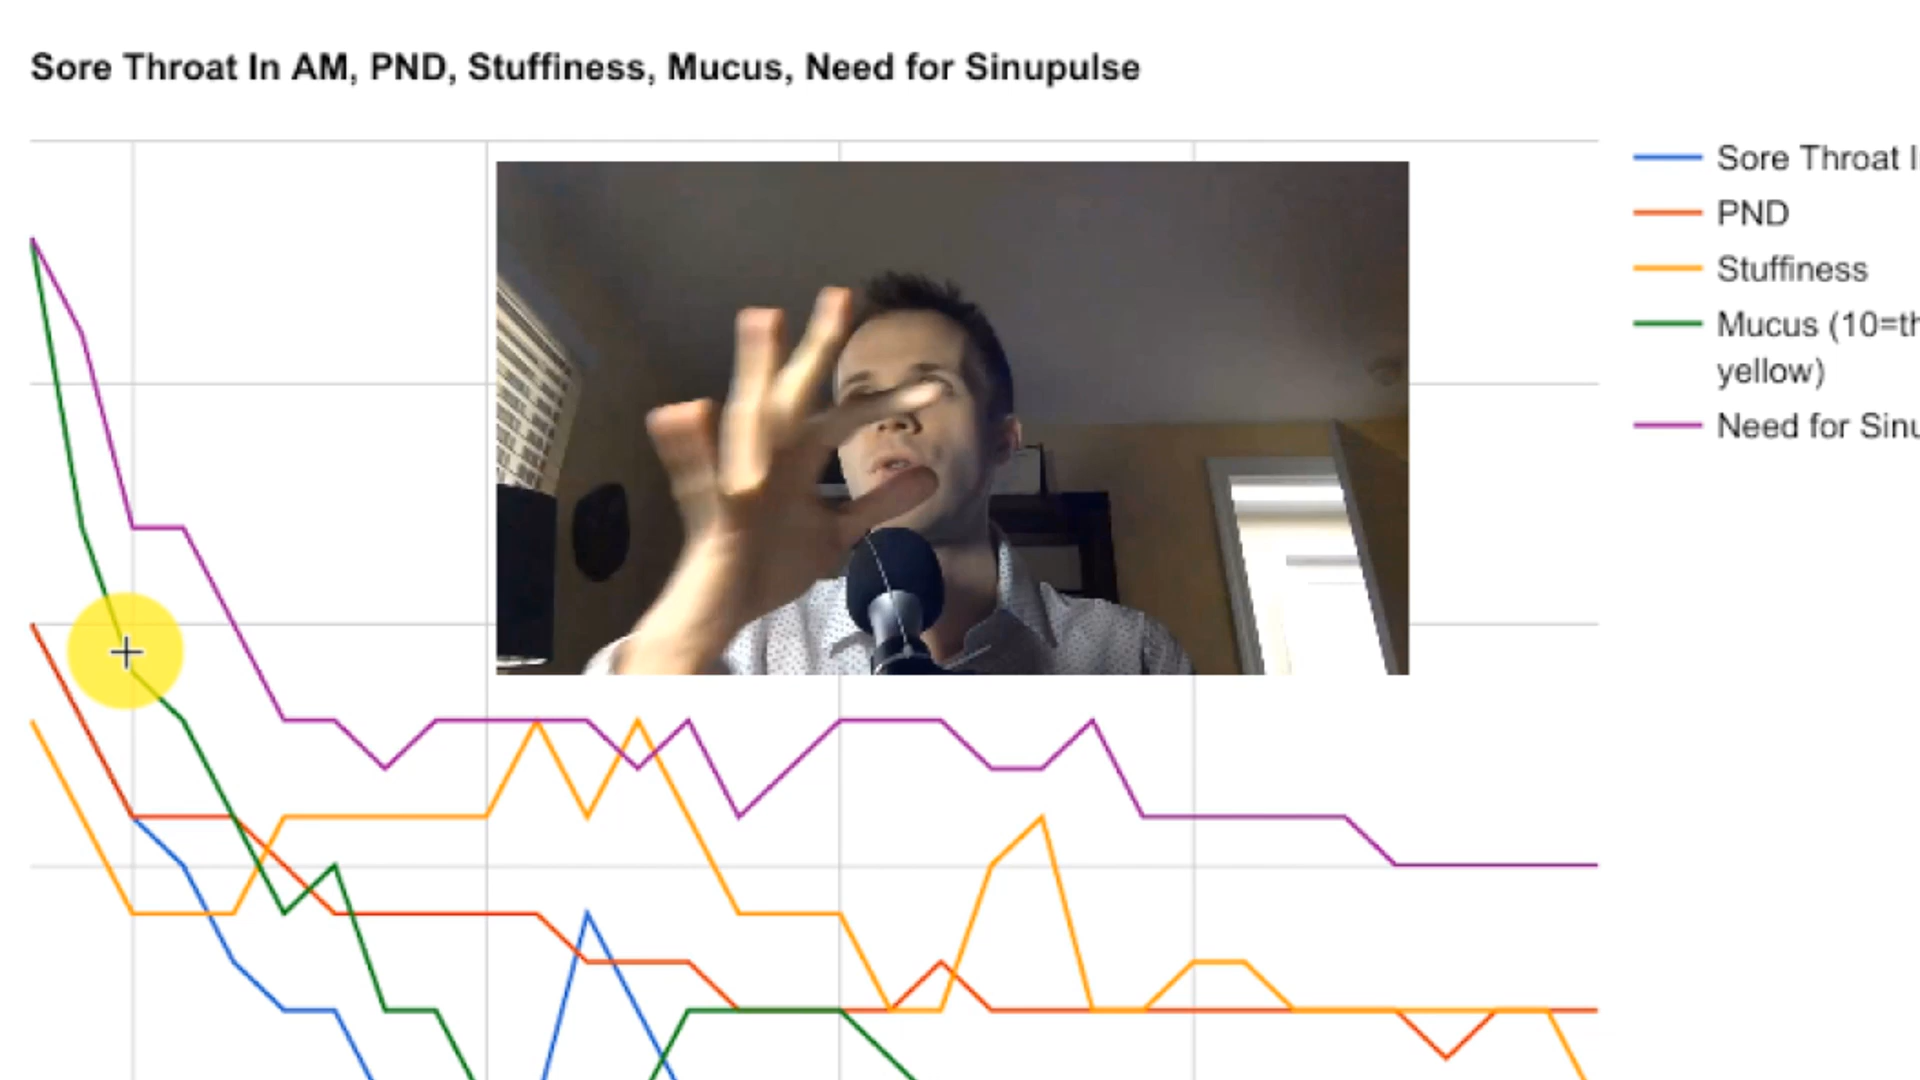 Sore Throat In AM, PND, Stuffiness, Mucus, Need for Sinupulse
Sore Throat I
PND
Stuffiness
Mucus (10=th
yellow)
Need for Sinu